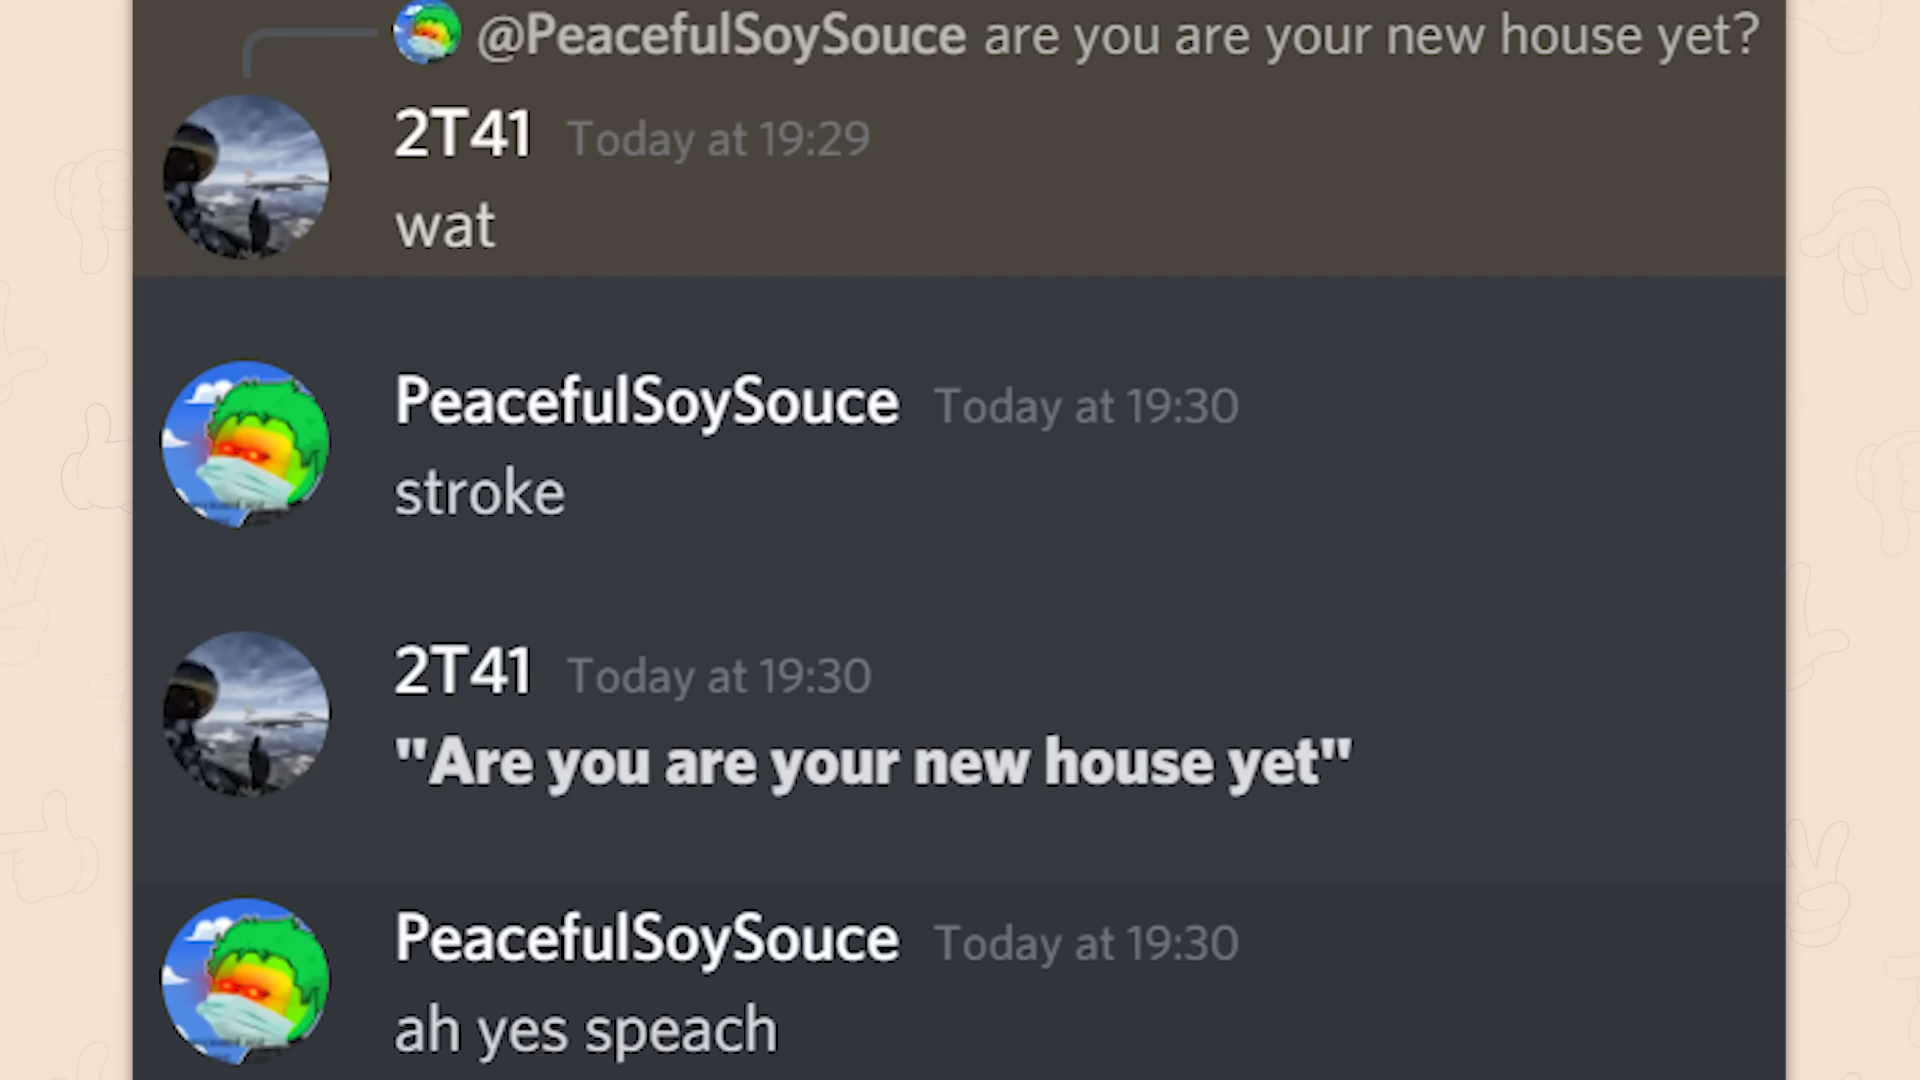 @PeacefulSoySouce are you are your new house yet?
2T41 Today at 19:29
wat
PeacefulSoySouce Today at 19:30
stroke
2T41 Today at 19:30
"Are you are your new house yet"
PeacefulSoySouce Today at 19:30
ah yes speach